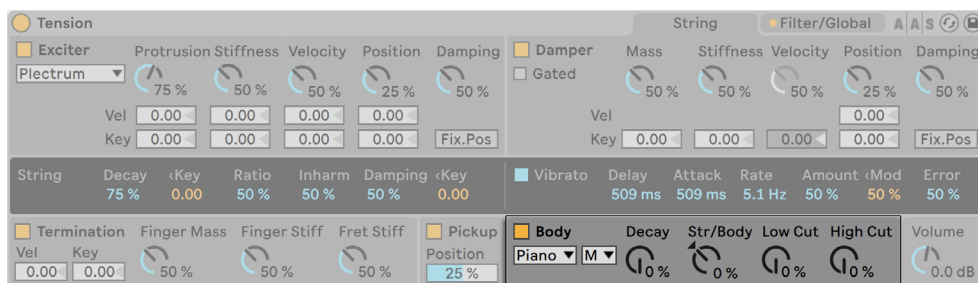 Tension String Filter/Global A A S
Exciter Protrusion Stiffness Velocity Position Damping
Plectrum 75 % 50 % 50 % 25 % 50 %
Vel 0.00 0.00 0.00 0.00
Key 0.00 0.00 0.00 0.00 Fix.Pos
Damper Mass Stiffness Velocity Position Damping
Gated 50 % 50 % 50 % 25 % 50 %
Vel 0.00
Key 0.00 0.00 0.00 0.00 Fix.Pos
String Decay <Key Ratio Inharm Damping <Key
75 % 0.00 50 % 50 % 50 % 0.00
Vibrato Delay Attack Rate Amount <Mod Error
509 ms 509 ms 5.1 Hz 50 % 50 % 50 %
Termination Finger Mass Finger Stiff Fret Stiff
Vel Key
0.00 0.00 50 % 50 % 50 %
Pickup
Position
25 %
Body Decay Str/Body Low Cut High Cut
Piano M 0 % 0 % 0 % 0 %
Volume
0.0 dB